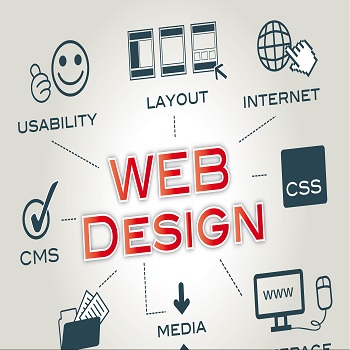 USABILITY
LAYOUT
INTERNET
WEB
DESIGN
CSS
CMS
WWW
MEDIA